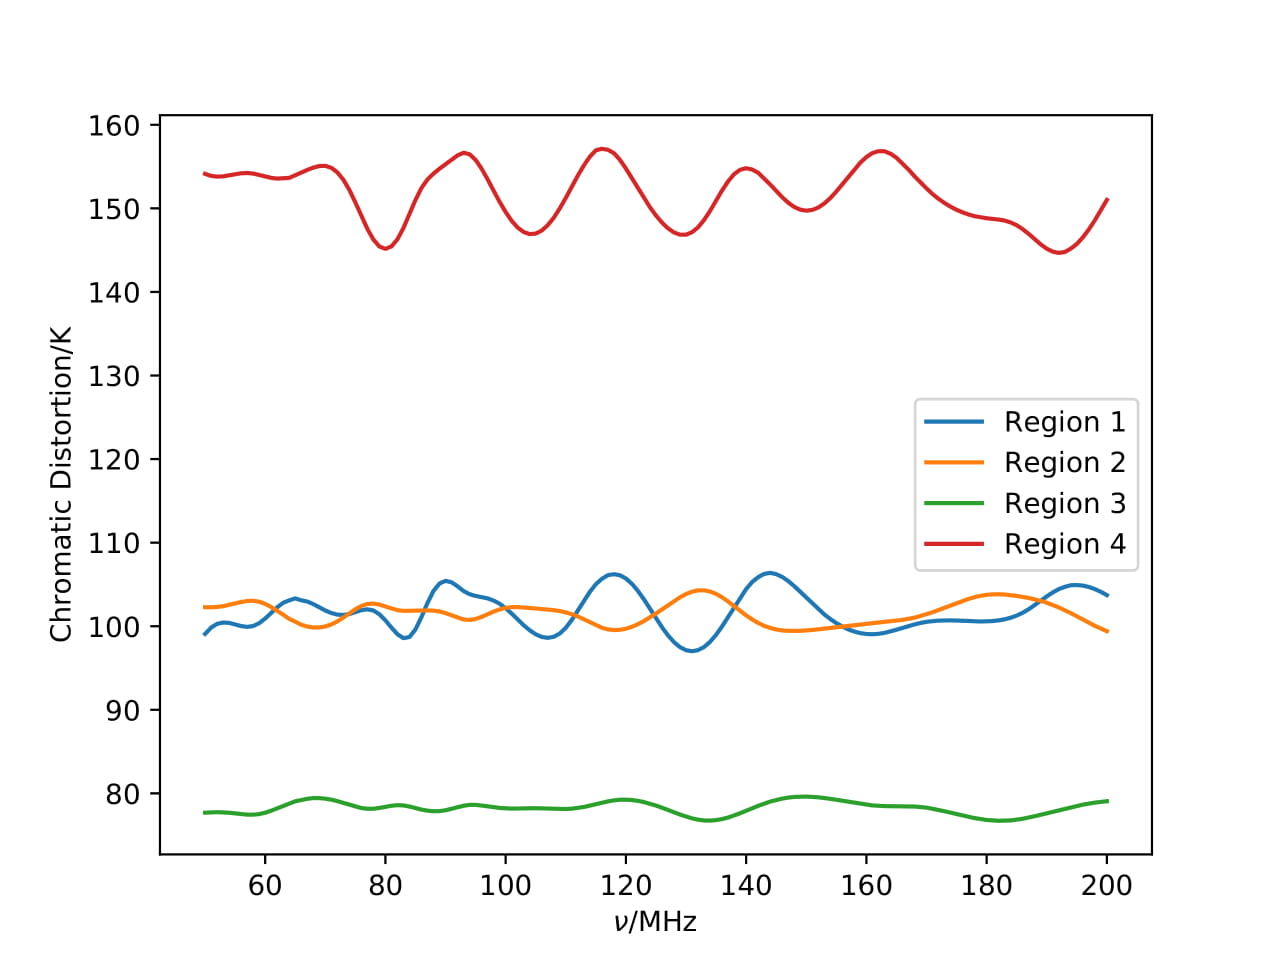 160
150
140
130
120
110
100
90
80
Chromatic Distortion/K
Region 1
Region 2
Region 3
Region 4
60 80 100 120 140 160 180 200
ν/MHz